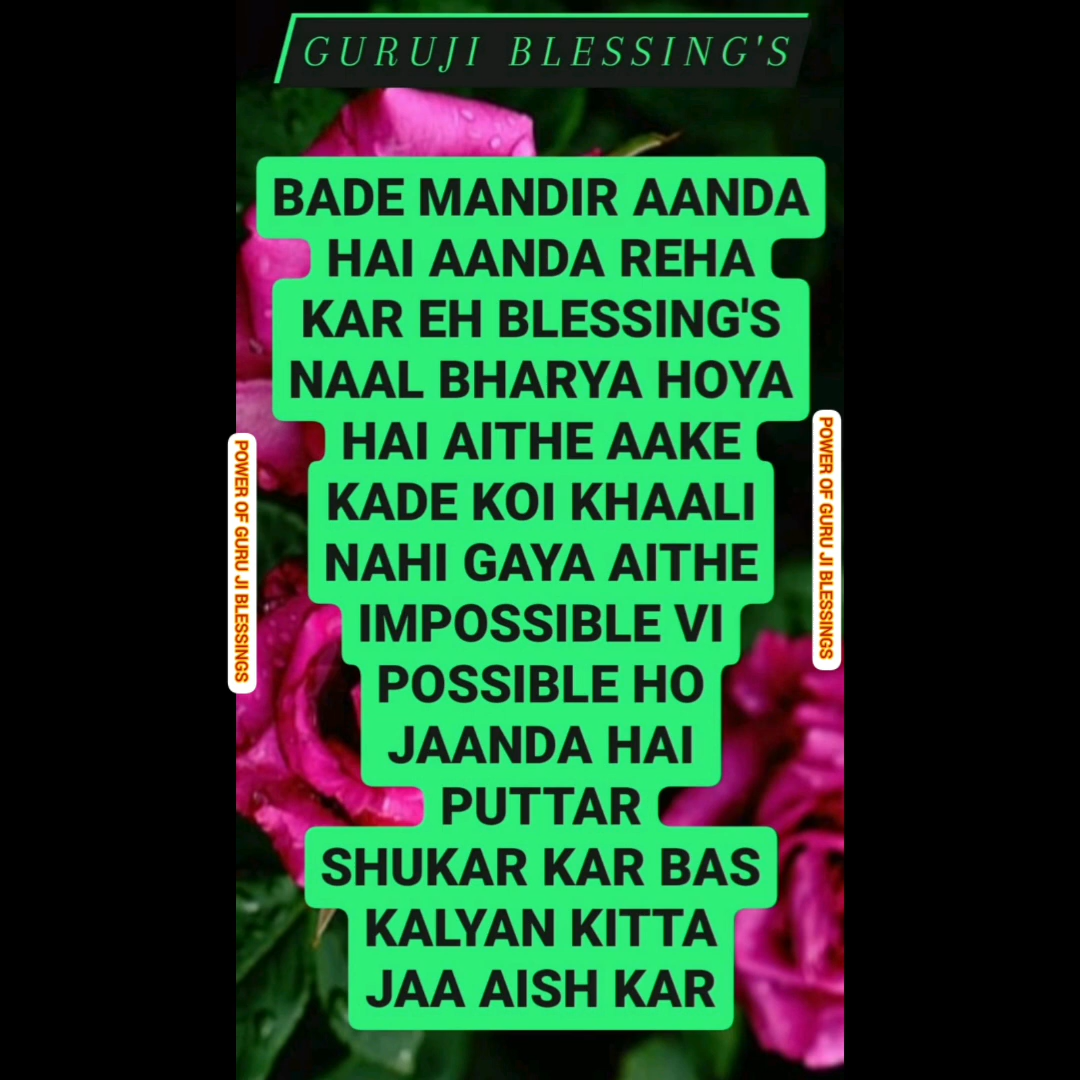 GURUJI BLESSING'S
BADE MANDIR AANDA
HAI AANDA REHA
KAR EH BLESSING'S
NAAL BHARYA HOYA
HAI AITHE AAKE
KADE KOI KHAALI
NAHI GAYA AITHE
IMPOSSIBLE VI
POSSIBLE HO
JAANDA HAI
PUTTAR
SHUKAR KAR BAS
KALYAN KITTA
JAA AISH KAR
POWER OF GURU JI BLESSINGS
POWER OF GURU JI BLESSINGS